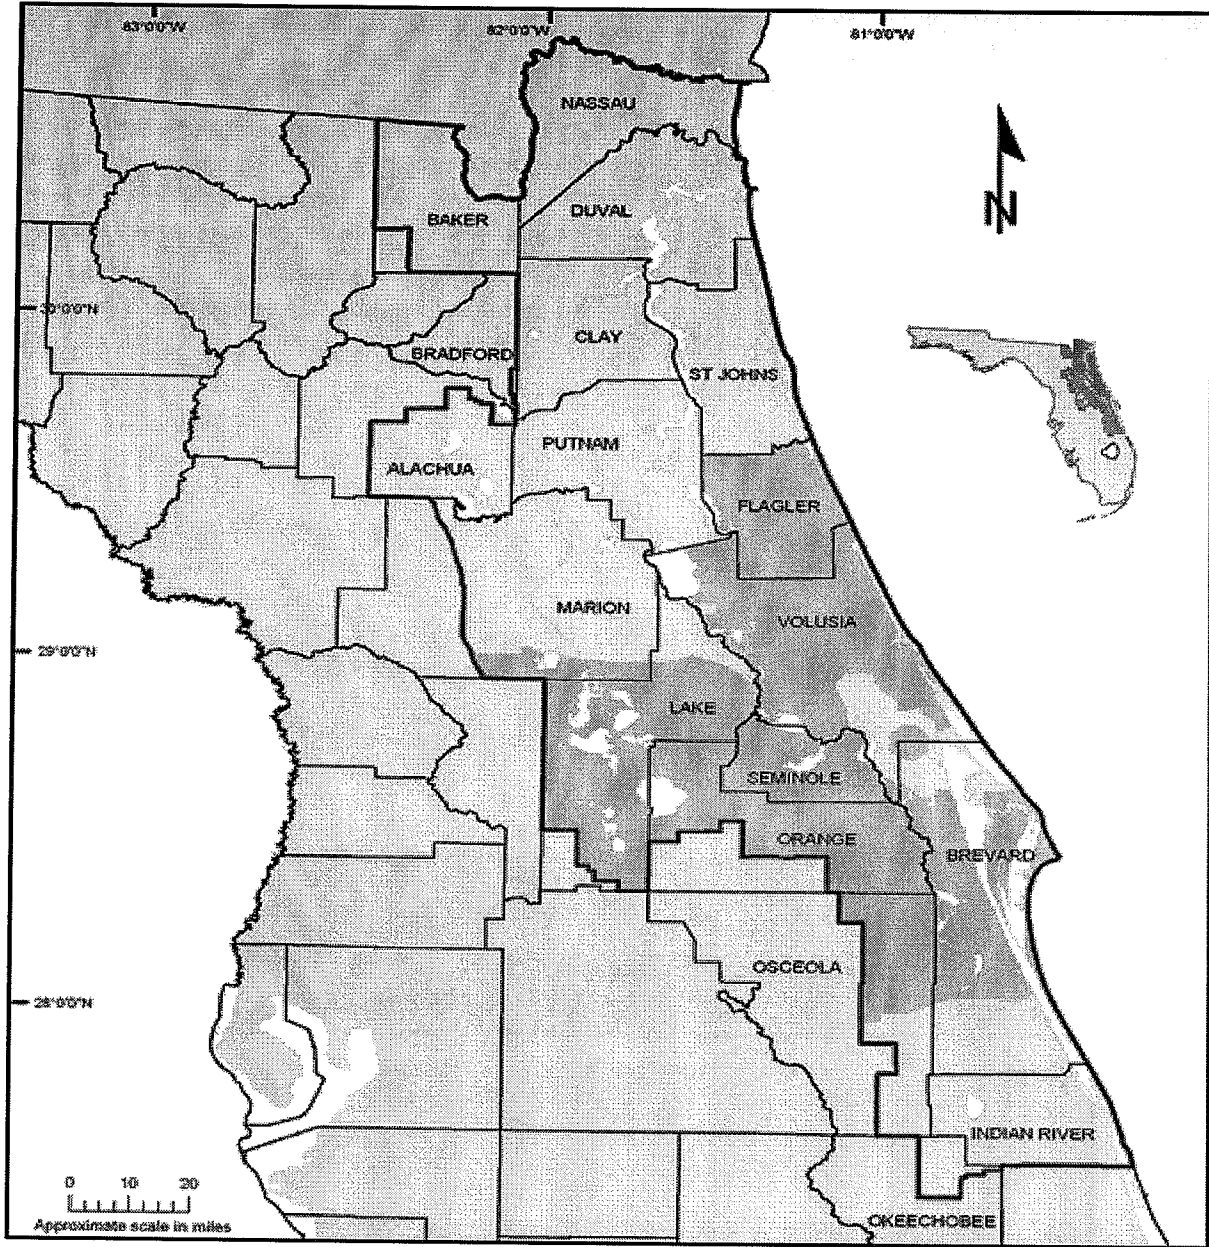 83°0'0"W
82°0'0"W
81°0'0"W
NASSAU
N
DUVAL
BAKER
30°0'0"N
CLAY
BRADFORD
ST JOHNS
PUTNAM
ALACHUA
FLAGLER
MARION
VOLUSIA
29°0'0"N
LAKE
SEMINOLE
ORANGE
BREVARD
OSCEOLA
28°0'0"N
INDIAN RIVER
0 10 20
Approximate scale in miles
OKEECHOBEE